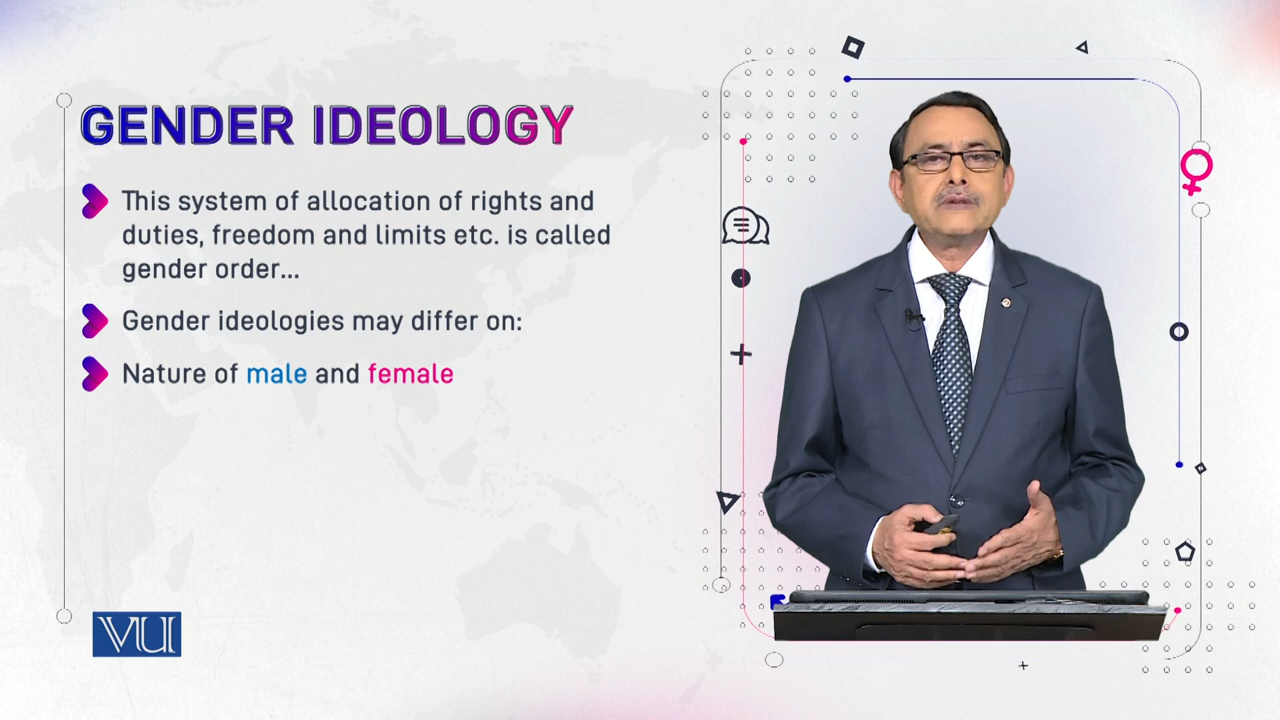 GENDER IDEOLOGY
This system of allocation of rights and
duties, freedom and limits etc. is called
gender order...
Gender ideologies may differ on:
Nature of male and female
VU